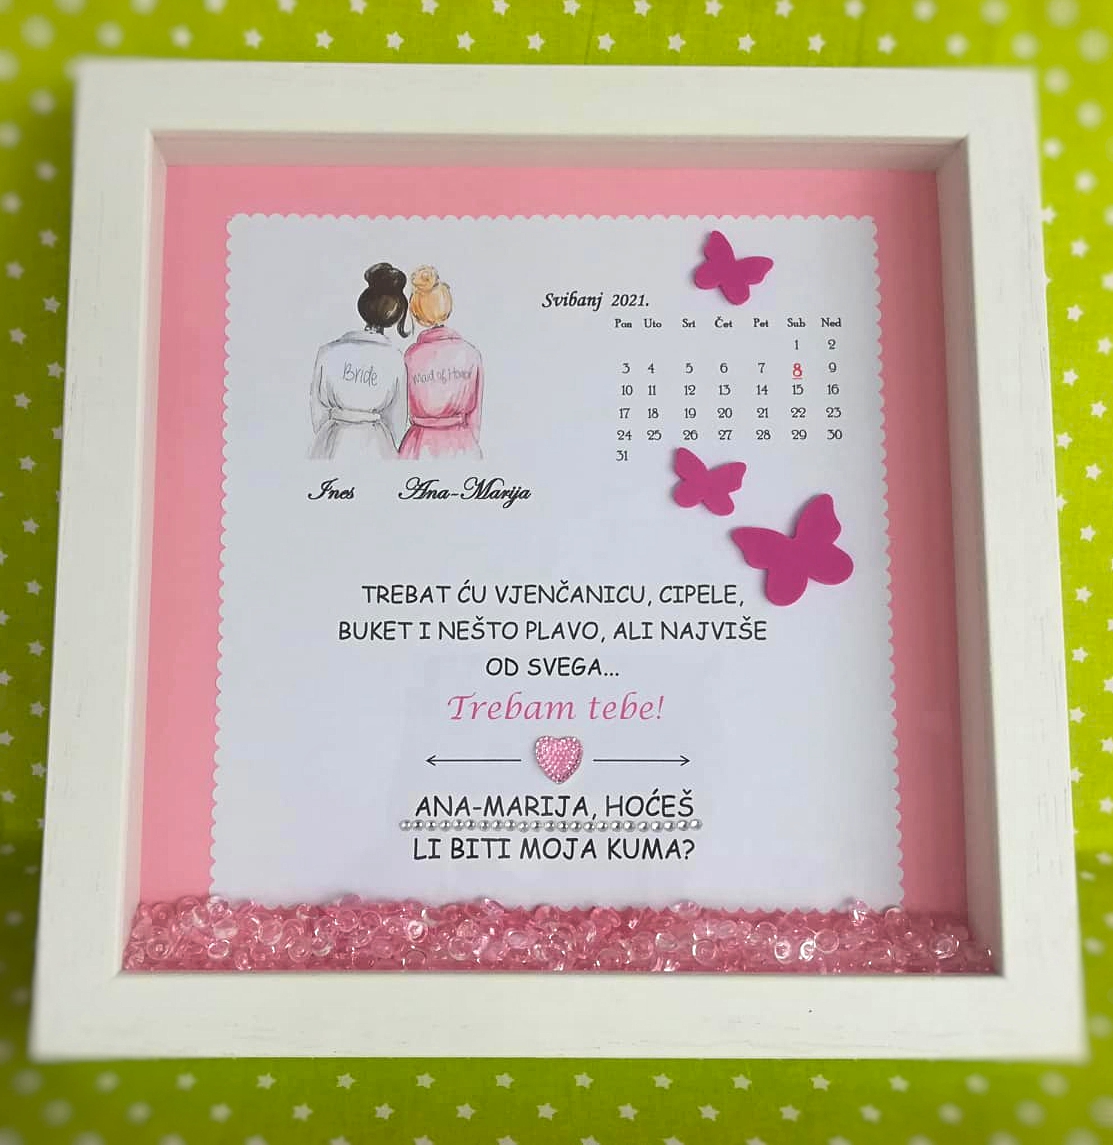 Bride
Maid of Honor
Ines Ana-Marija
Svibanj 2021.
Pon Uto Sri Čet Pet Sub Ned
1 2
3 4 5 6 7 8 9
10 11 12 13 14 15 16
17 18 19 20 21 22 23
24 25 26 27 28 29 30
31
TREBAT ĆU VJENČANICU, CIPELE,
BUKET I NEŠTO PLAVO, ALI NAJVIŠE
OD SVEGA...
Trebam tebe!
ANA-MARIJA, HOĆEŠ
LI BITI MOJA KUMA?